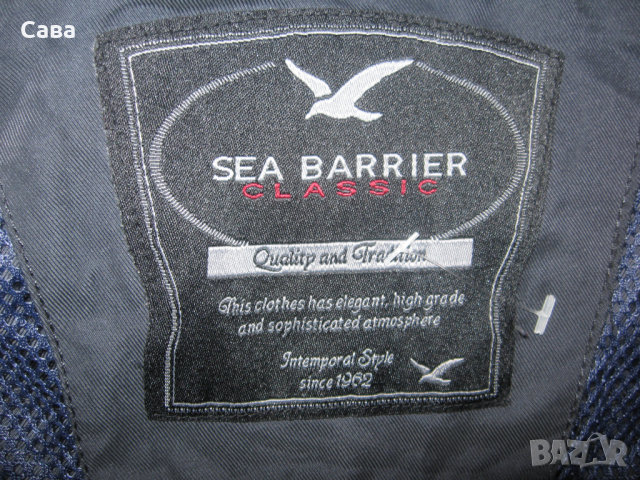 Сава
SEA BARRIER
CLASSIC
Quality and Tradition
This clothes has elegant, high grade
and sophisticated atmosphere
Intemporal Style
since 1962
BAZAR